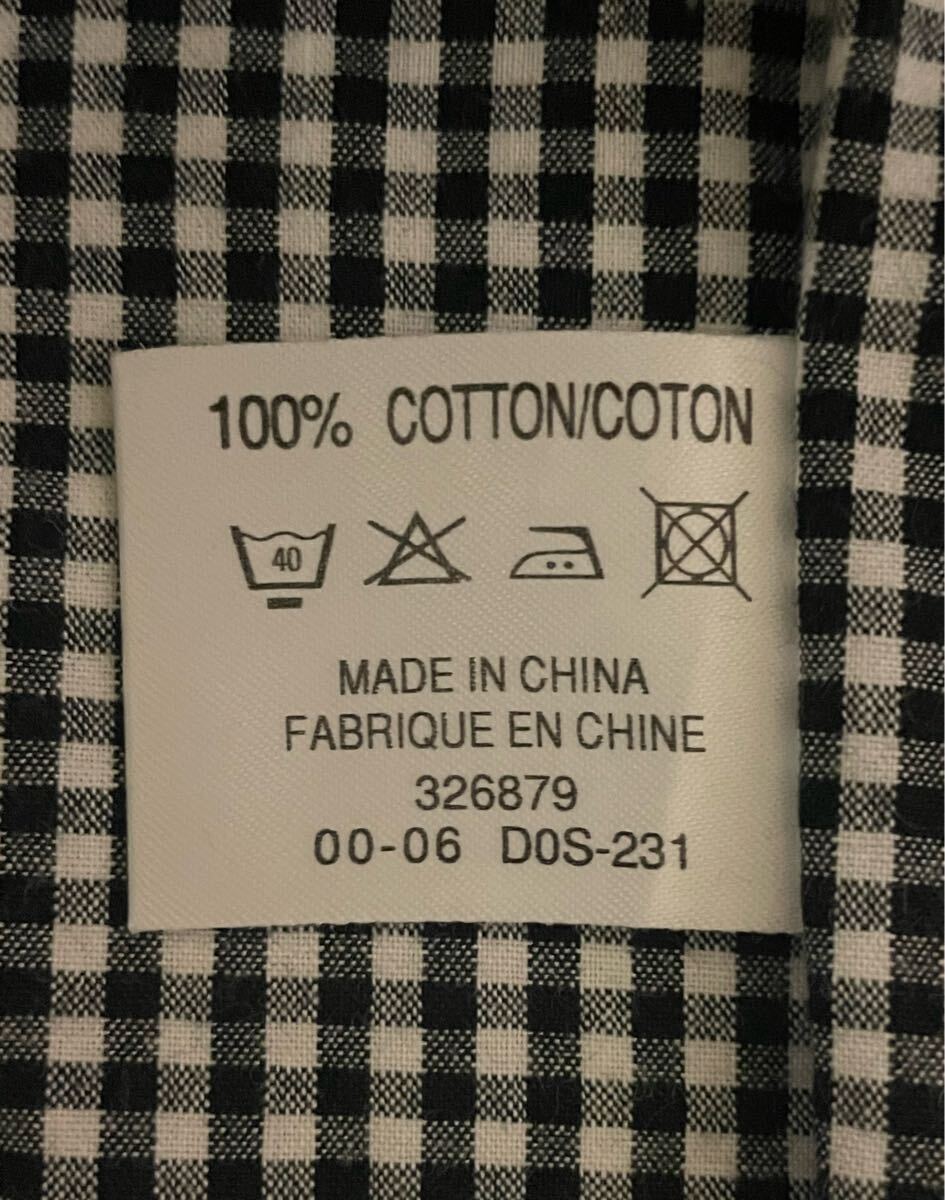 100% COTTON/COTON
40
MADE IN CHINA
FABRIQUE EN CHINE
326879
00-06 D0S-231